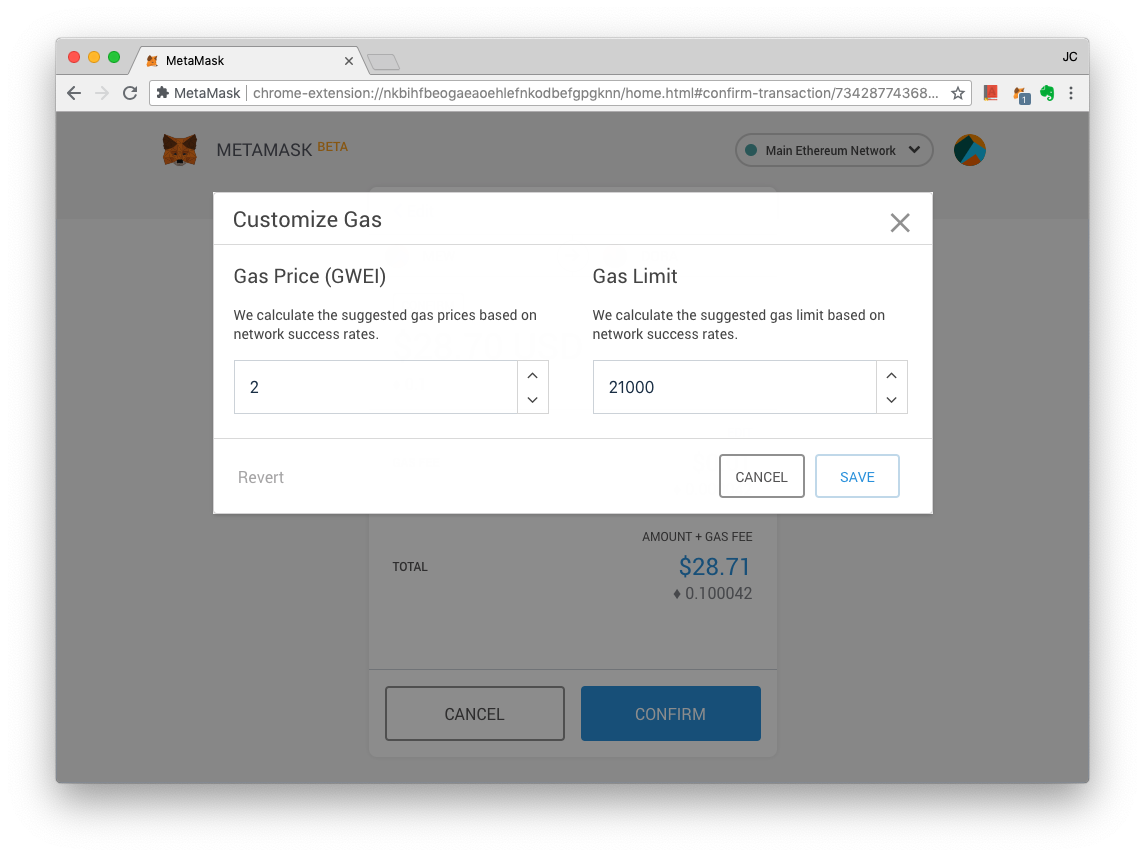 MetaMask
JC
MetaMask
chrome-extension://nkbihfbeogaeaoehlefnkodbefgpgknn/home.html#confirm-transaction/73428774368...
1
METAMASK BETA
Main Ethereum Network
Customize Gas
Gas Price (GWEI)
We calculate the suggested gas prices based on
network success rates.
2
Gas Limit
We calculate the suggested gas limit based on
network success rates.
21000
Revert
CANCEL
SAVE
AMOUNT + GAS FEE
TOTAL
$28.71
0.100042
CANCEL
CONFIRM